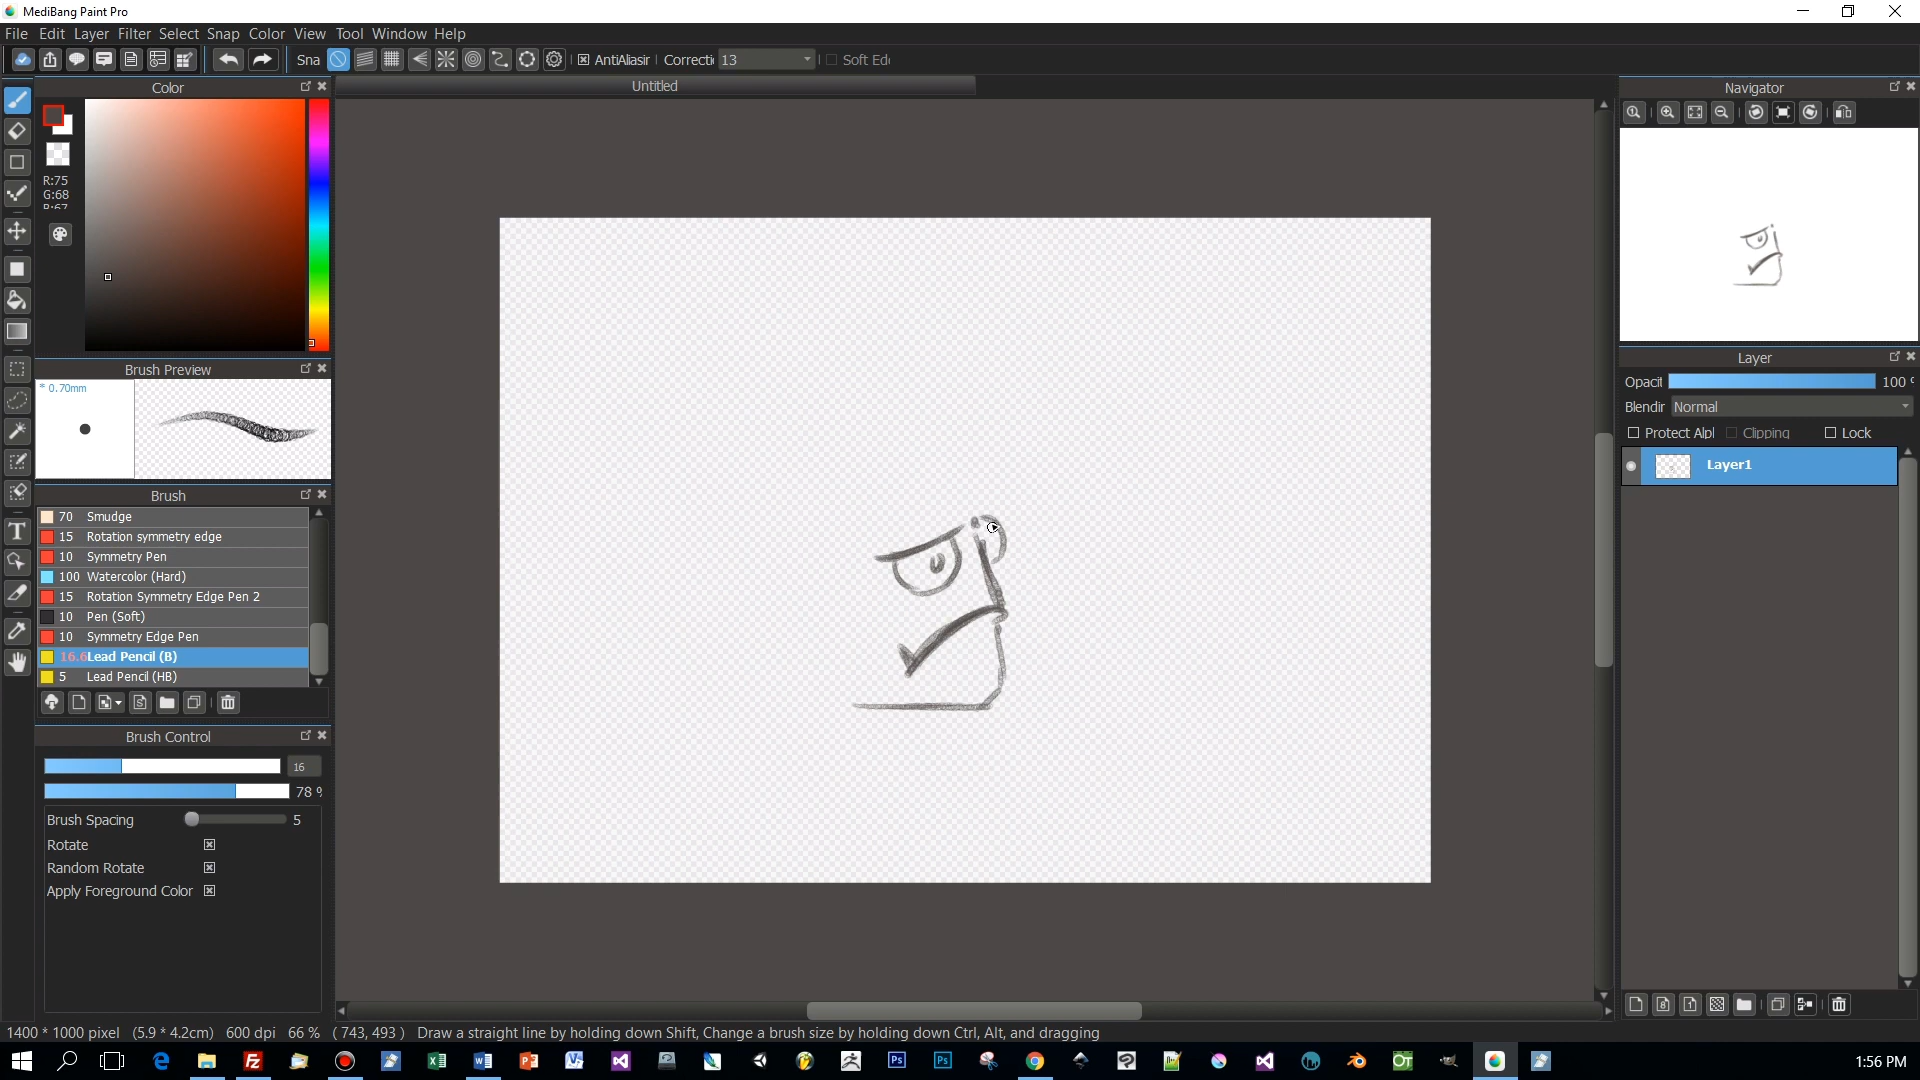 MediBang Paint Pro
File Edit Layer Filter Select Snap Color View Tool Window Help
Sna AntiAliasir Correcti 13 Soft Edg
Color
Untitled
Navigator
R:75
G:68
B:67
Brush Preview
* 0.70mm
Layer
Opacit 100
Blendir Normal
Protect Alpl Clipping Lock
Layer1
Brush
70 Smudge
15 Rotation symmetry edge
10 Symmetry Pen
100 Watercolor (Hard)
15 Rotation Symmetry Edge Pen 2
10 Pen (Soft)
10 Symmetry Edge Pen
16.6 Lead Pencil (B)
5 Lead Pencil (HB)
Brush Control
16
78 %
Brush Spacing 5
Rotate
Random Rotate
Apply Foreground Color
1400 * 1000 pixel (5.9 * 4.2cm) 600 dpi 66 % ( 743, 493 ) Draw a straight line by holding down Shift, Change a brush size by holding down Ctrl, Alt, and dragging
1:56 PM